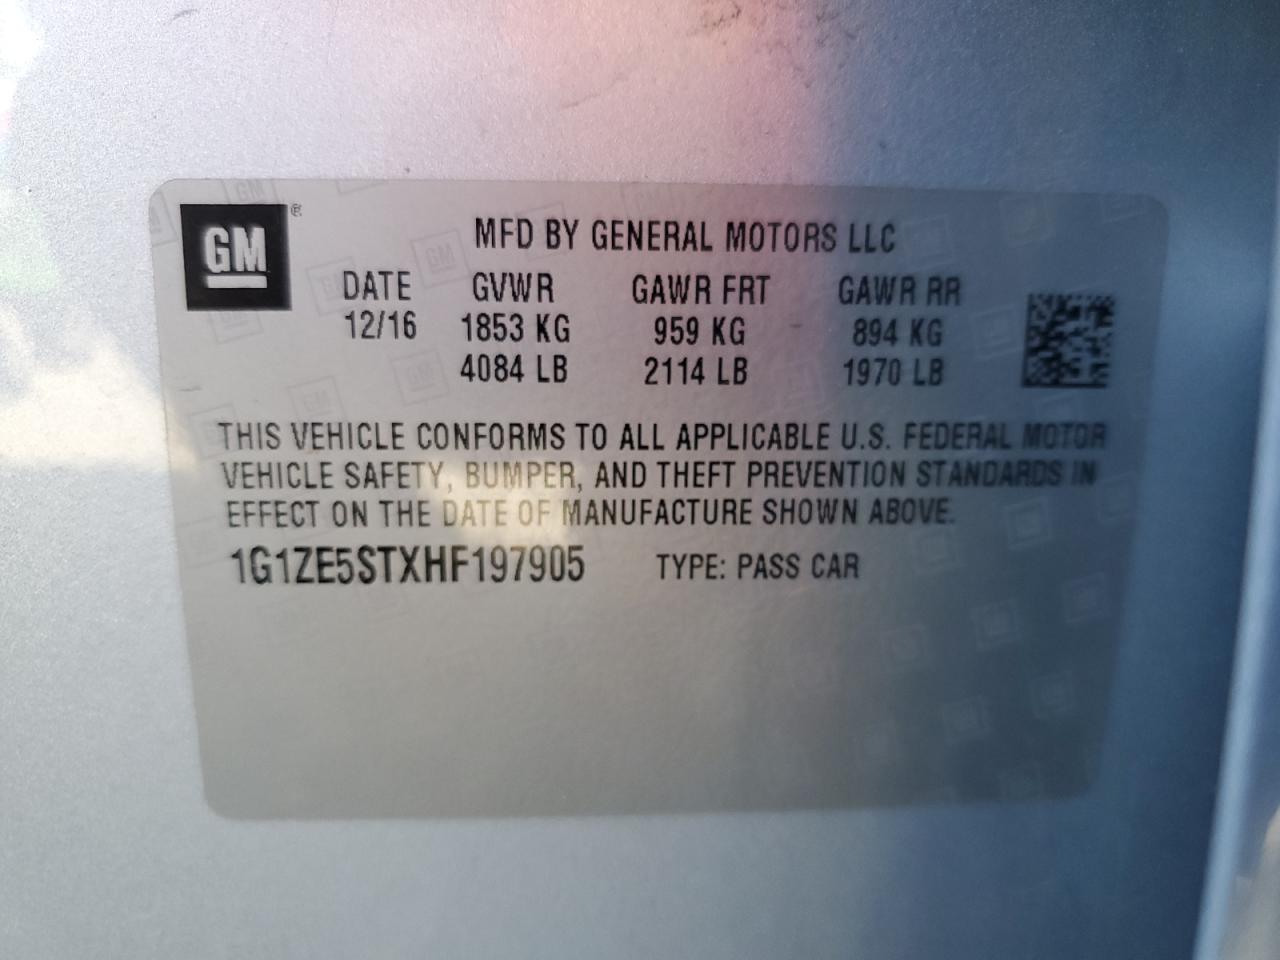 GM ®
MFD BY GENERAL MOTORS LLC
DATE GVWR GAWR FRT GAWR RR
12/16 1853 KG 959 KG 894 KG
4084 LB 2114 LB 1970 LB
THIS VEHICLE CONFORMS TO ALL APPLICABLE U.S. FEDERAL MOTOR
VEHICLE SAFETY, BUMPER, AND THEFT PREVENTION STANDARDS IN
EFFECT ON THE DATE OF MANUFACTURE SHOWN ABOVE.
1G1ZE5STXHF197905 TYPE: PASS CAR